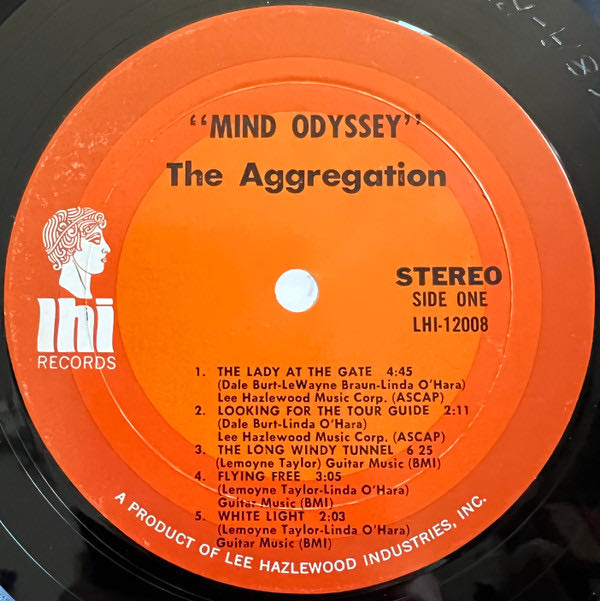 “MIND ODYSSEY”
The Aggregation
STEREO
SIDE ONE
LHI-12008
lhi
RECORDS
1. THE LADY AT THE GATE 4:45
(Dale Burt-LeWayne Braun-Linda O'Hara)
Lee Hazlewood Music Corp. (ASCAP)
2. LOOKING FOR THE TOUR GUIDE 2:11
(Dale Burt-Linda O'Hara)
Lee Hazlewood Music Corp. (ASCAP)
3. THE LONG WINDY TUNNEL 6 25
(Lemoyne Taylor) Guitar Music (BMI)
4. FLYING FREE 3:05
(Lemoyne Taylor-Linda O'Hara)
Guitar Music (BMI)
5. WHITE LIGHT 2:03
(Lemoyne Taylor-Linda O'Hara)
Guitar Music (BMI)
A PRODUCT OF LEE HAZLEWOOD INDUSTRIES, INC.